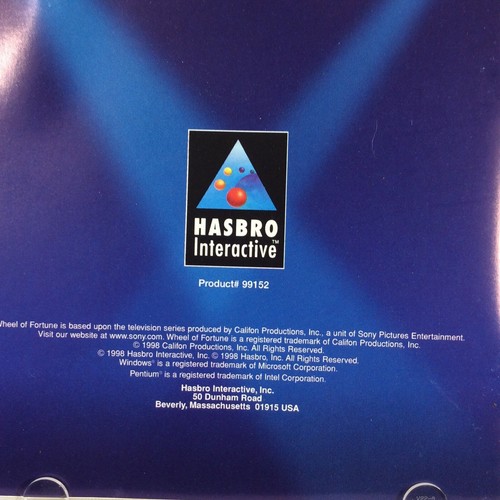 HASBRO
Interactive™
Product# 99152
Wheel of Fortune is based upon the television series produced by Califon Productions, Inc., a unit of Sony Pictures Entertainment.
Visit our website at www.sony.com. Wheel of Fortune is a registered trademark of Califon Productions, Inc.
© 1998 Califon Productions, Inc. All Rights Reserved.
© 1998 Hasbro Interactive, Inc. © 1998 Hasbro, Inc. All Rights Reserved.
Windows® is a registered trademark of Microsoft Corporation.
Pentium® is a registered trademark of Intel Corporation.
Hasbro Interactive, Inc.
50 Dunham Road
Beverly, Massachusetts 01915 USA